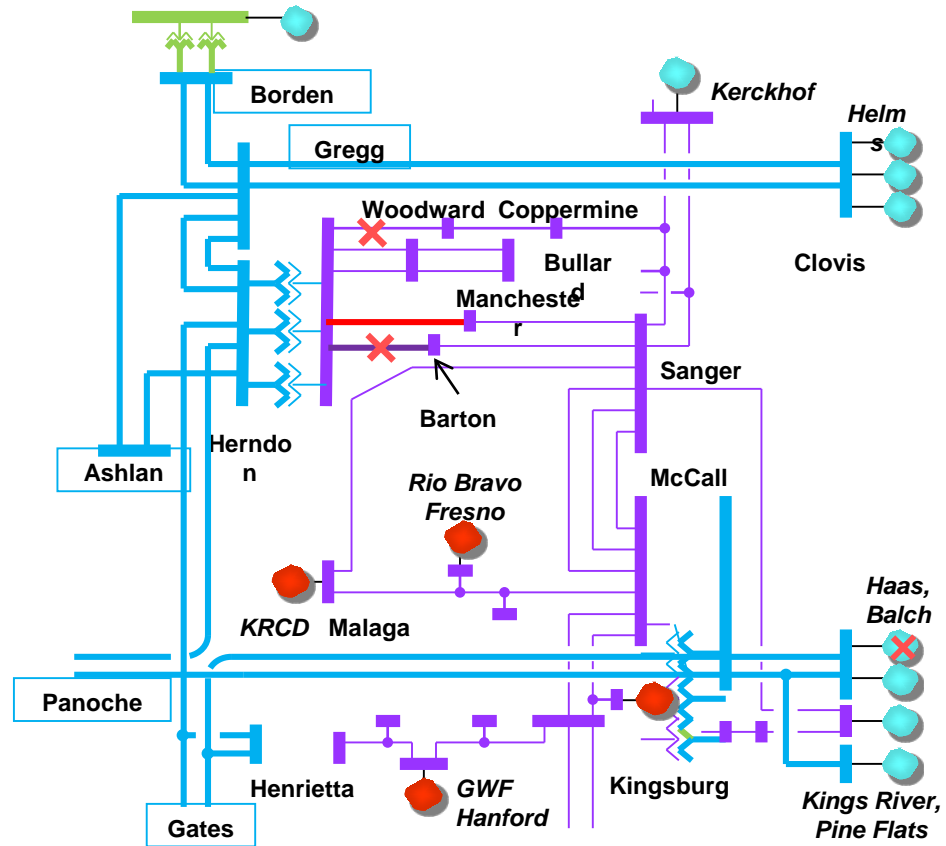 Borden
Kerckhof
Helm
s
Gregg
Woodward
Coppermine
Bullar
d
Clovis
Mancheste
r
Sanger
Barton
Herndo
n
Ashlan
McCall
Rio Bravo
Fresno
KRCD
Malaga
Haas,
Balch
Panoche
Henrietta
GWF
Hanford
Kingsburg
Kings River,
Pine Flats
Gates